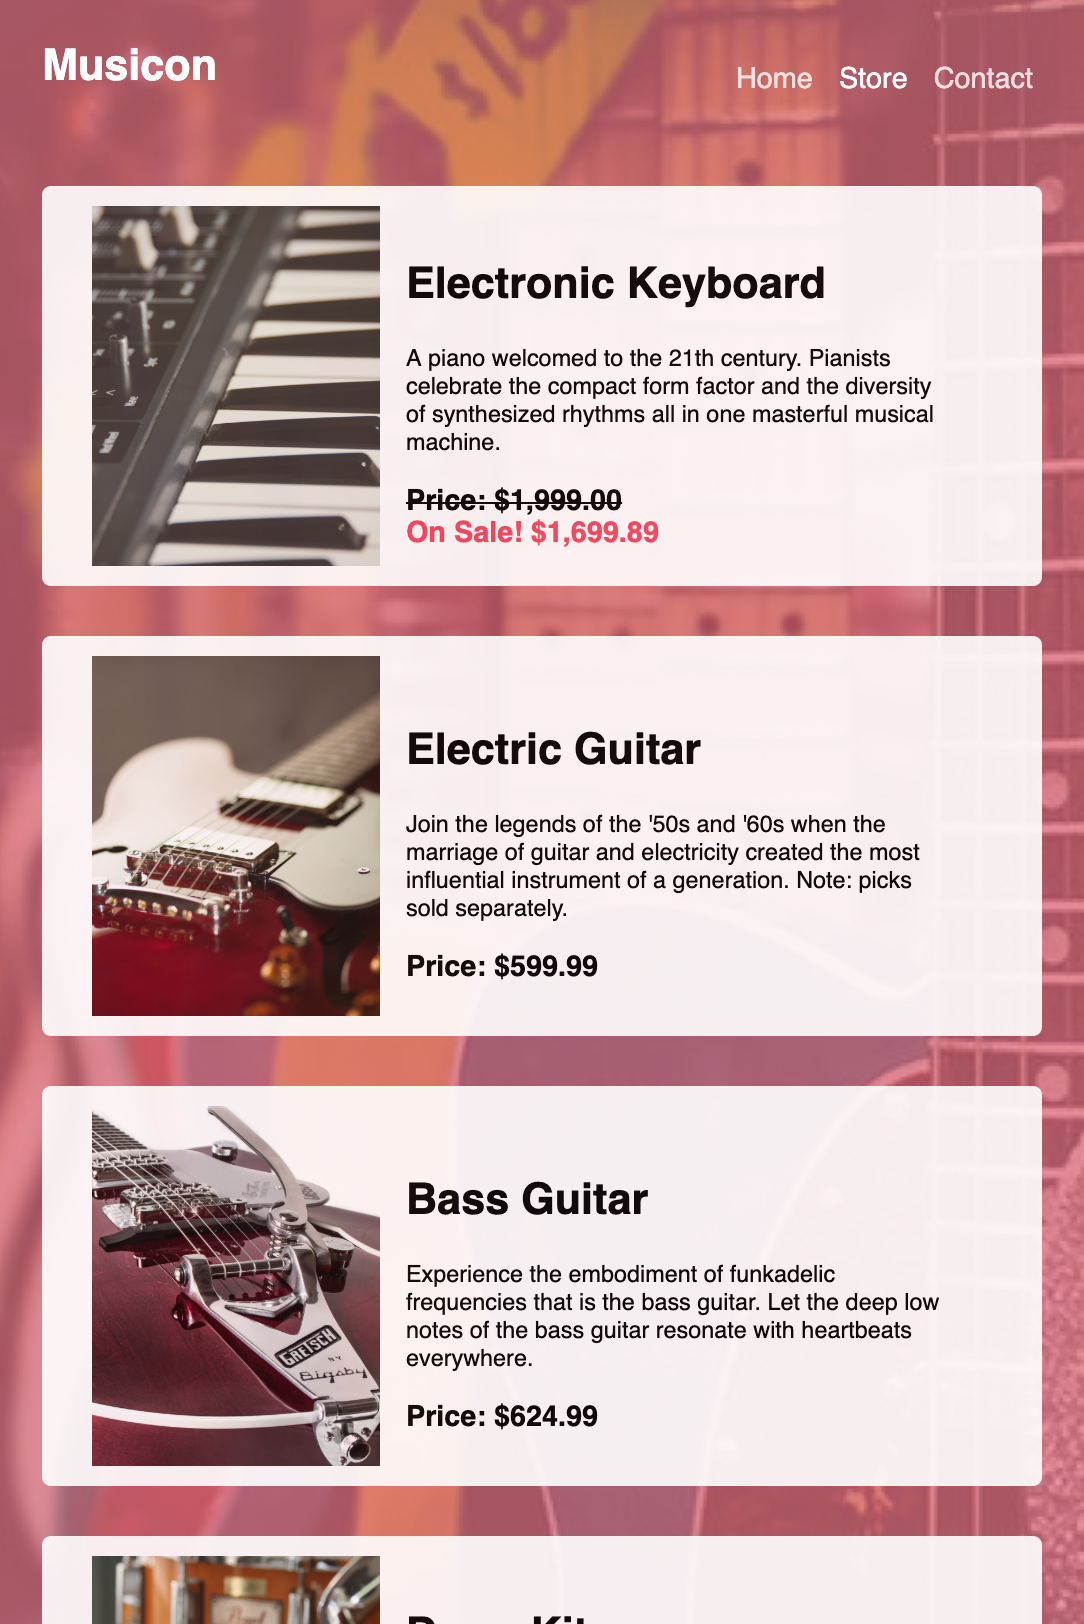 Musicon
Home Store Contact
Electronic Keyboard
A piano welcomed to the 21th century. Pianists
celebrate the compact form factor and the diversity
of synthesized rhythms all in one masterful musical
machine.
Price: $1,999.00
On Sale! $1,699.89
Electric Guitar
Join the legends of the '50s and '60s when the
marriage of guitar and electricity created the most
influential instrument of a generation. Note: picks
sold separately.
Price: $599.99
Bass Guitar
Experience the embodiment of funkadelic
frequencies that is the bass guitar. Let the deep low
notes of the bass guitar resonate with heartbeats
everywhere.
Price: $624.99
GRETSCH
BY
Bigsby
Pearl